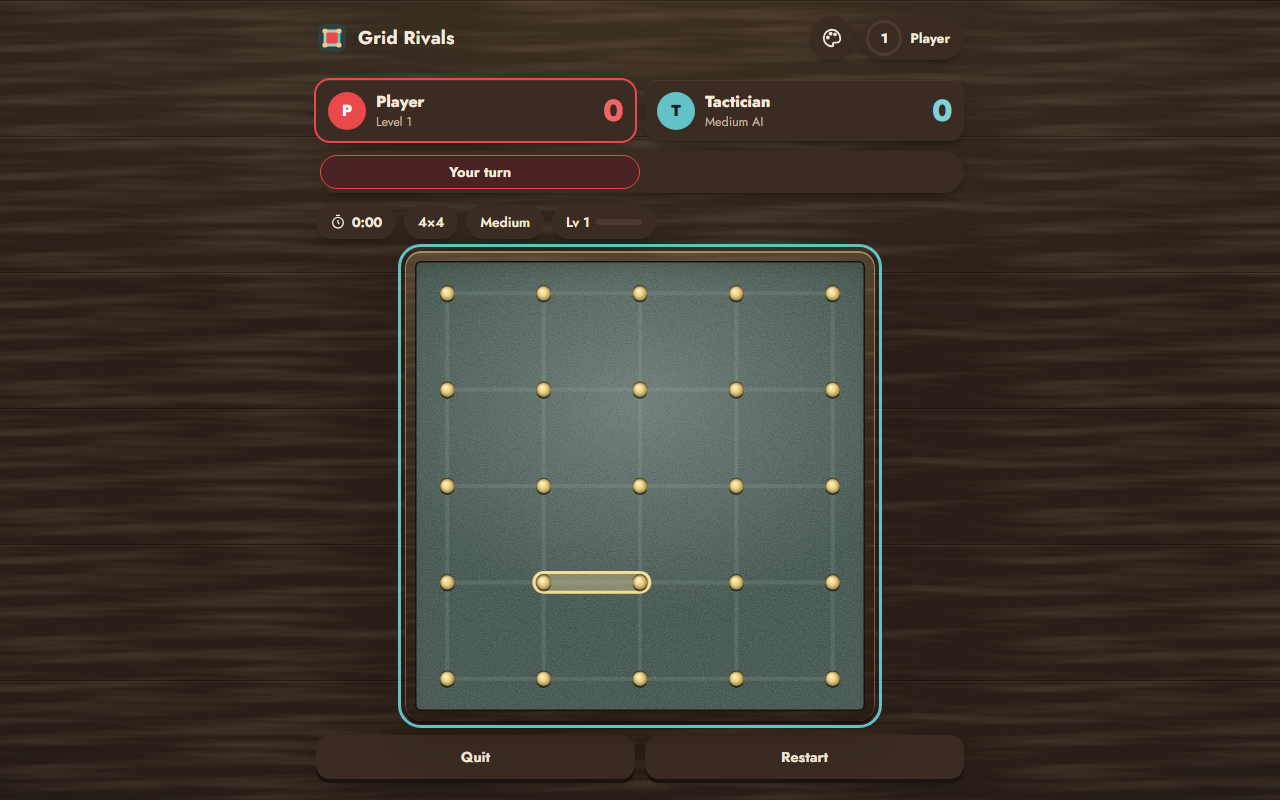 Grid Rivals
1 Player
P Player 0
Level 1
T Tactician 0
Medium AI
Your turn
0:00 4×4 Medium Lv 1
Quit Restart